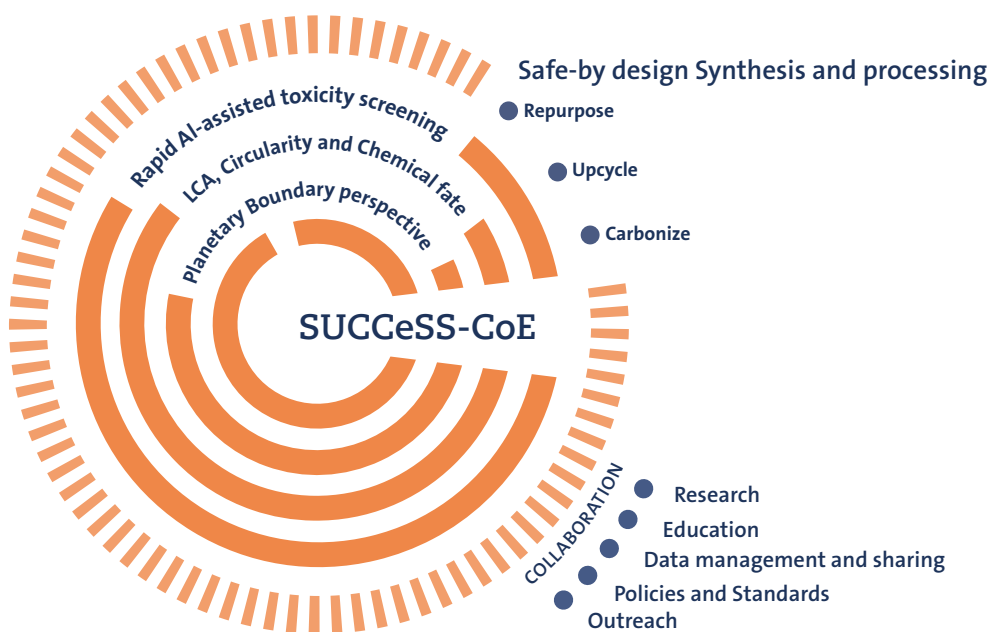 Safe-by design Synthesis and processing
Repurpose
Upcycle
Carbonize
Rapid AI-assisted toxicity screening
LCA, Circularity and Chemical fate
Planetary Boundary perspective
SUCCeSS-CoE
COLLABORATION
Research
Education
Data management and sharing
Policies and Standards
Outreach